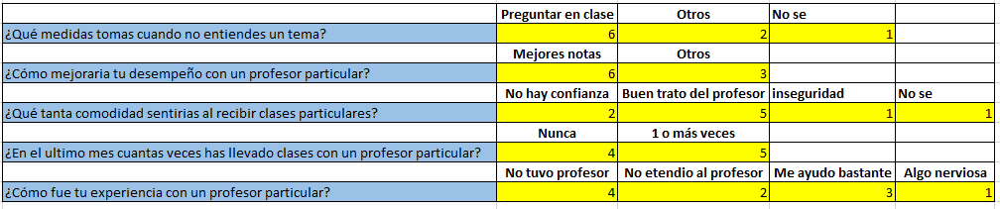 Preguntar en clase Otros No se
¿Qué medidas tomas cuando no entiendes un tema? 6 2 1
Mejores notas Otros
¿Cómo mejoraria tu desempeño con un profesor particular? 6 3
No hay confianza Buen trato del profesor inseguridad No se
¿Qué tanta comodidad sentirias al recibir clases particulares? 2 5 1 1
Nunca 1 o más veces
¿En el ultimo mes cuantas veces has llevado clases con un profesor particular? 4 5
No tuvo profesor No etendio al profesor Me ayudo bastante Algo nerviosa
¿Cómo fue tu experiencia con un profesor particular? 4 2 3 1